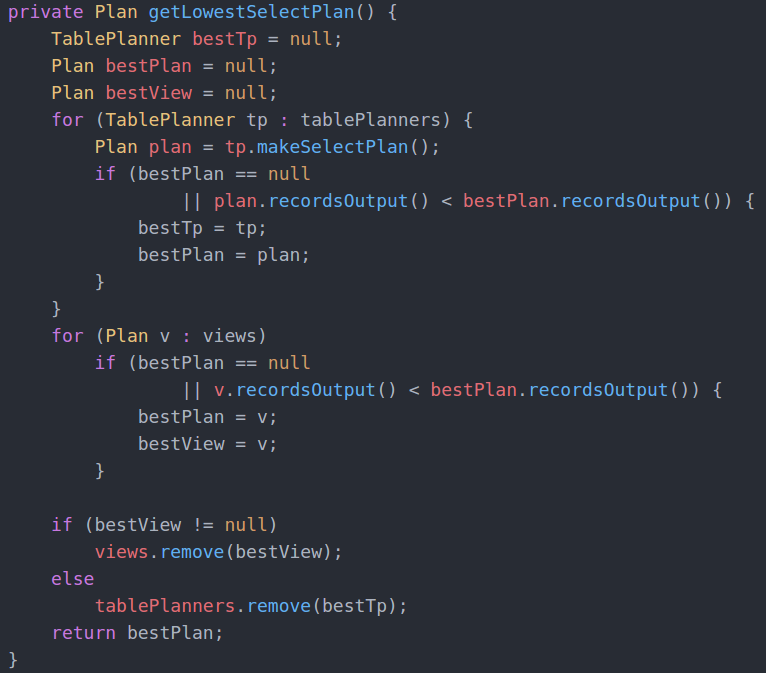 private Plan getLowestSelectPlan() {
    TablePlanner bestTp = null;
    Plan bestPlan = null;
    Plan bestView = null;
    for (TablePlanner tp : tablePlanners) {
        Plan plan = tp.makeSelectPlan();
        if (bestPlan == null
                || plan.recordsOutput() < bestPlan.recordsOutput()) {
            bestTp = tp;
            bestPlan = plan;
        }
    }
    for (Plan v : views)
        if (bestPlan == null
                || v.recordsOutput() < bestPlan.recordsOutput()) {
            bestPlan = v;
            bestView = v;
        }

    if (bestView != null)
        views.remove(bestView);
    else
        tablePlanners.remove(bestTp);
    return bestPlan;
}